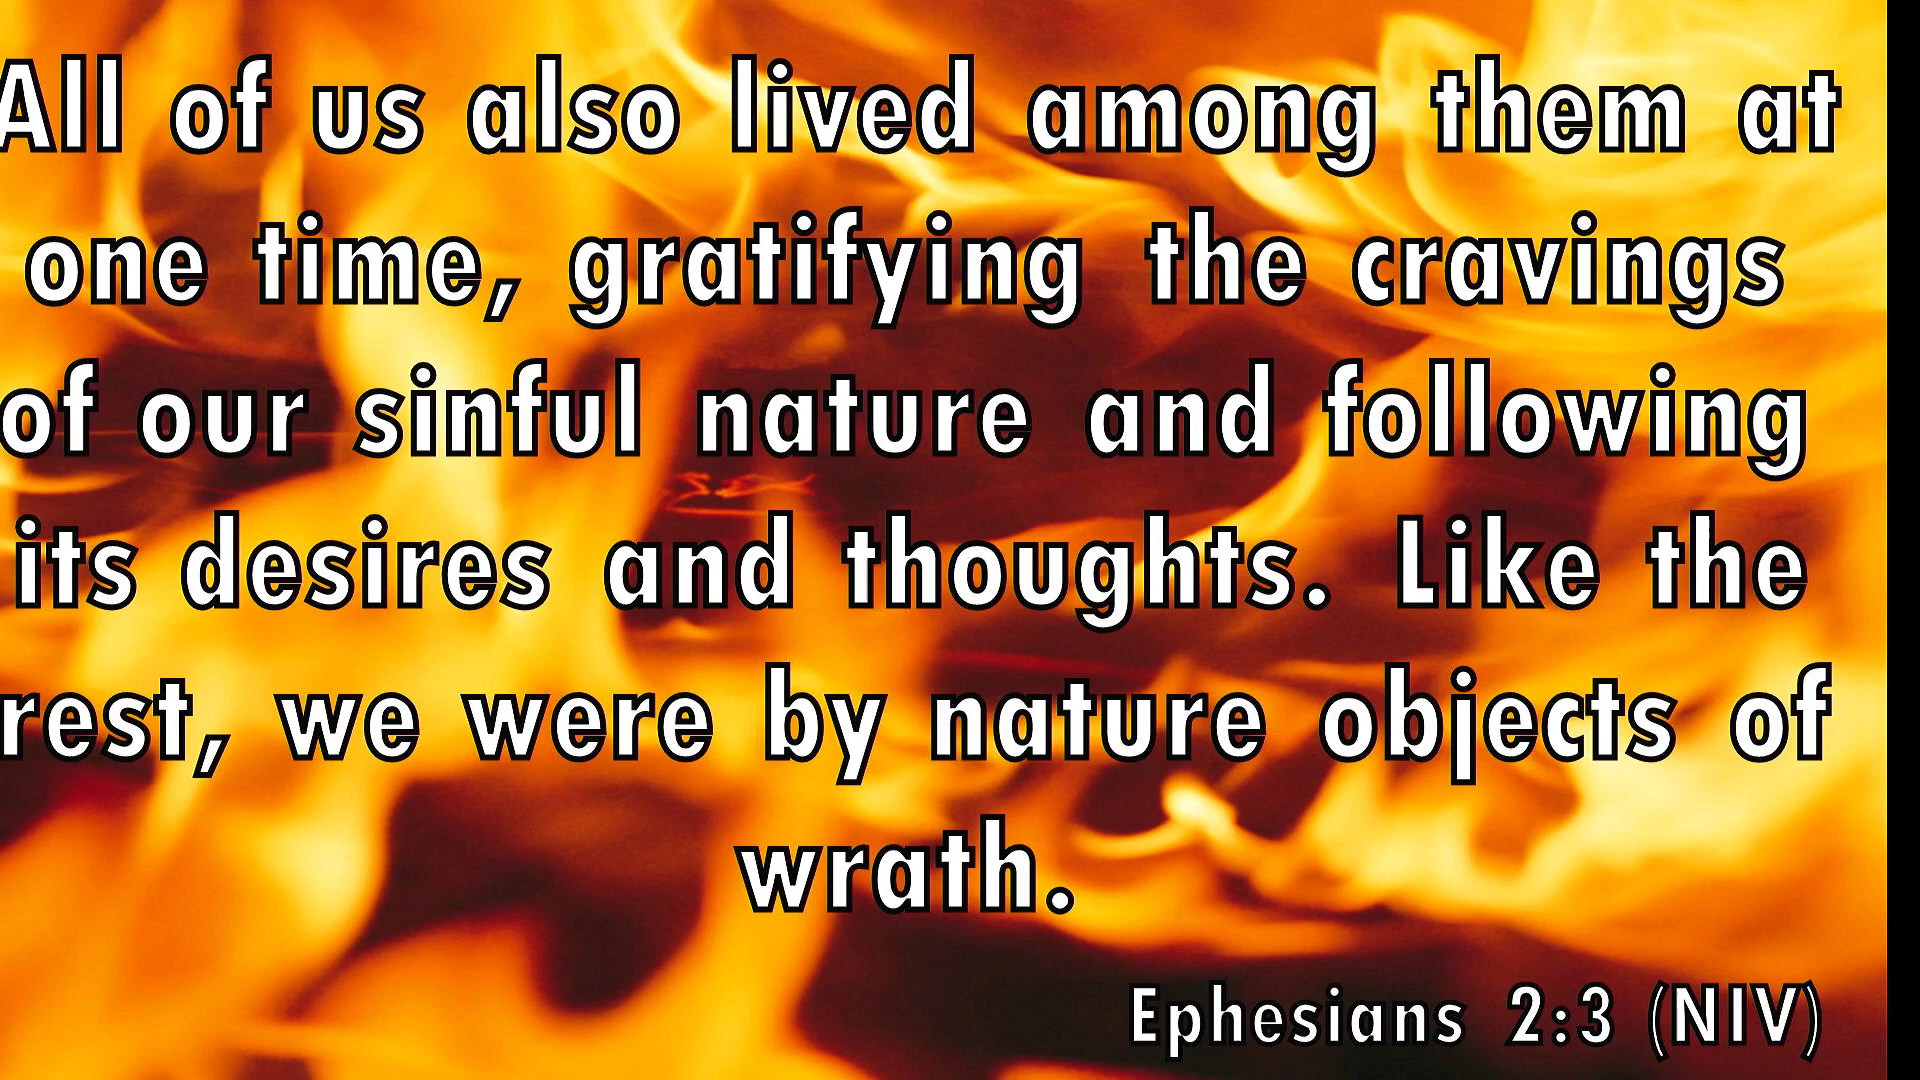 All of us also lived among them at
one time, gratifying the cravings
of our sinful nature and following
its desires and thoughts. Like the
rest, we were by nature objects of
wrath.
Ephesians 2:3 (NIV)